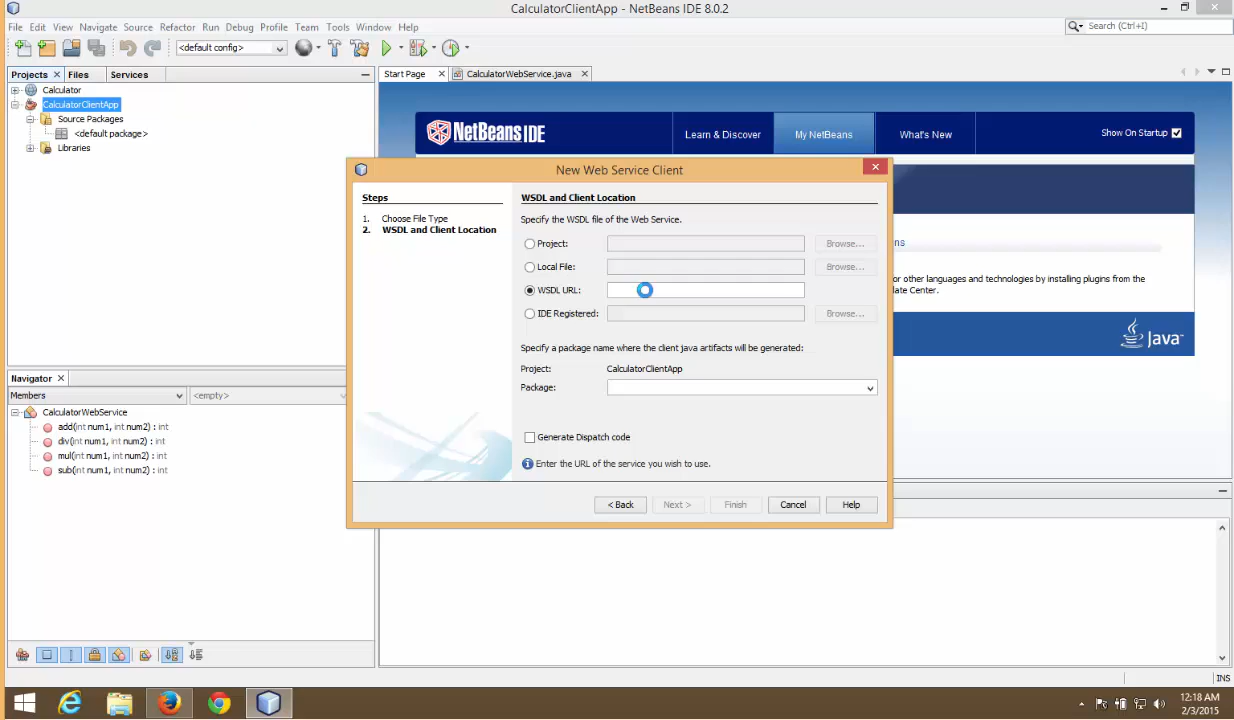 CalculatorClientApp - NetBeans IDE 8.0.2
File Edit View Navigate Source Refactor Run Debug Profile Team Tools Window Help
Search (Ctrl+I)
<default config>
Projects Files Services
Start Page CalculatorWebService.java
Calculator
CalculatorClientApp
Source Packages
<default package>
Libraries
NetBeans IDE
Learn & Discover
My NetBeans
What's New
Show On Startup
New Web Service Client
Steps
1. Choose File Type
2. WSDL and Client Location
WSDL and Client Location
Specify the WSDL file of the Web Service.
Project: Browse...
Local File: Browse...
WSDL URL:
IDE Registered: Browse...
Specify a package name where the client java artifacts will be generated:
Project: CalculatorClientApp
Package:
Generate Dispatch code
Enter the URL of the service you wish to use.
< Back Next > Finish Cancel Help
ns
or other languages and technologies by installing plugins from the
late Center.
Java
Navigator
Members <empty>
CalculatorWebService
add(int num1, int num2) : int
div(int num1, int num2) : int
mul(int num1, int num2) : int
sub(int num1, int num2) : int
INS
12:18 AM
2/3/2015